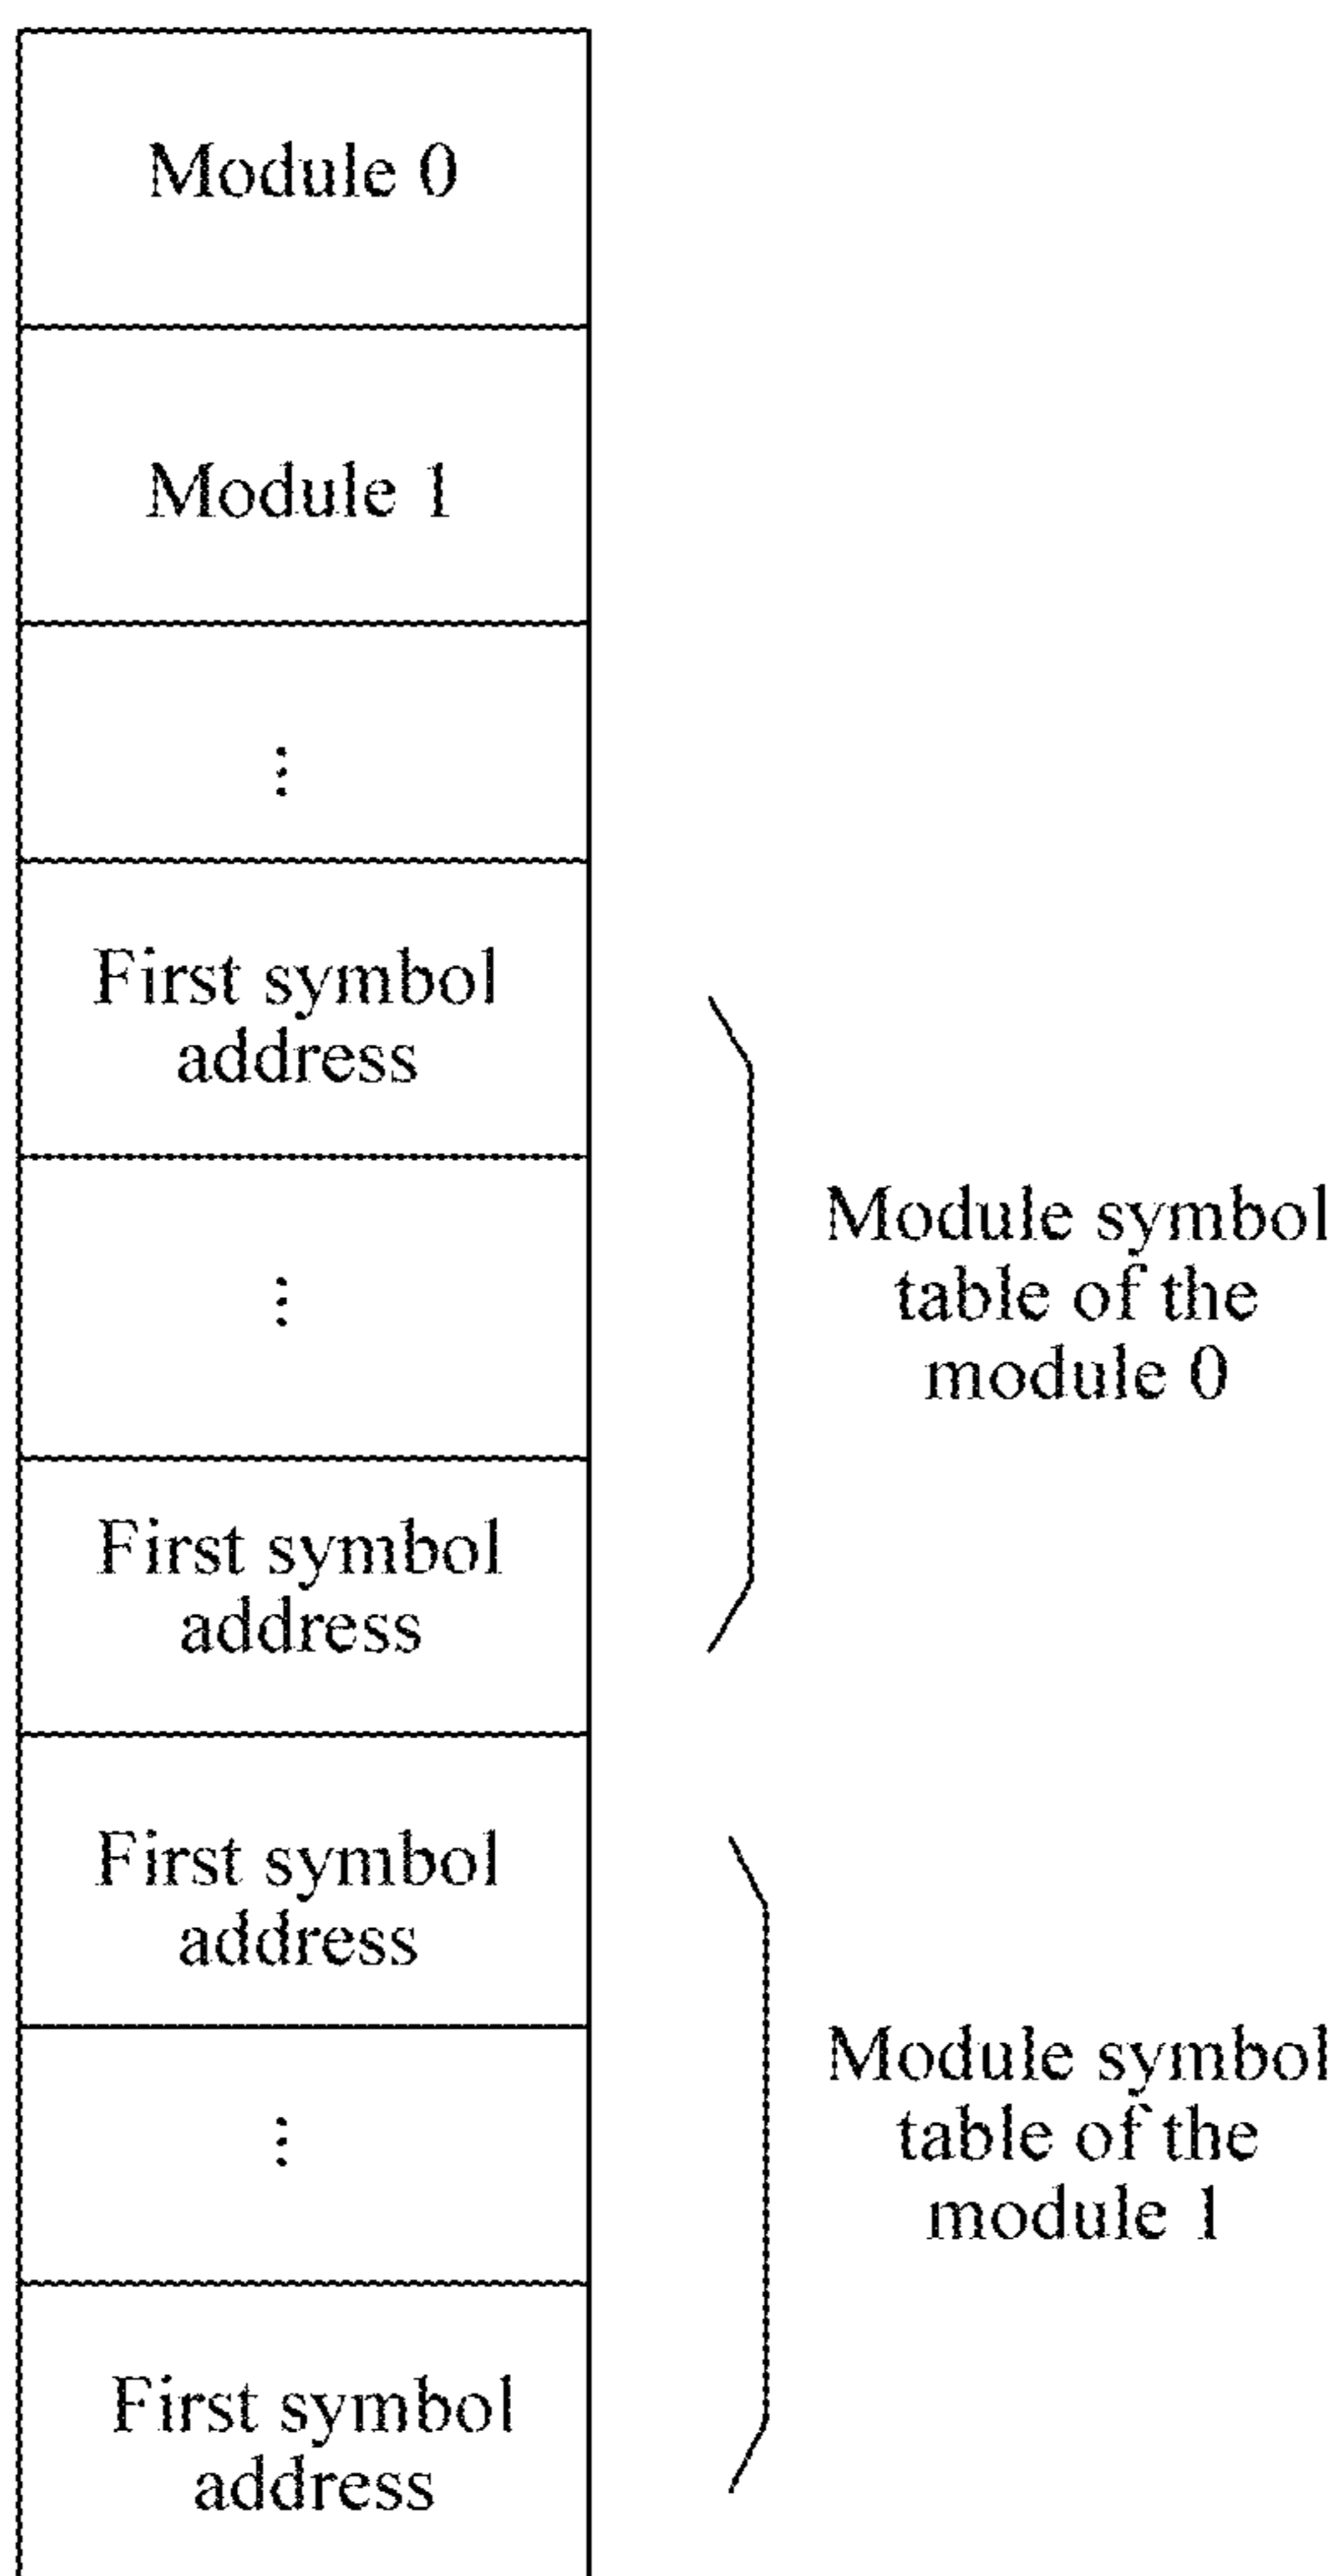 Module 0
Module 1
⋮
First symbol
address
⋮
Module symbol
table of the
module 0
First symbol
address
First symbol
address
⋮
Module symbol
table of the
module 1
First symbol
address